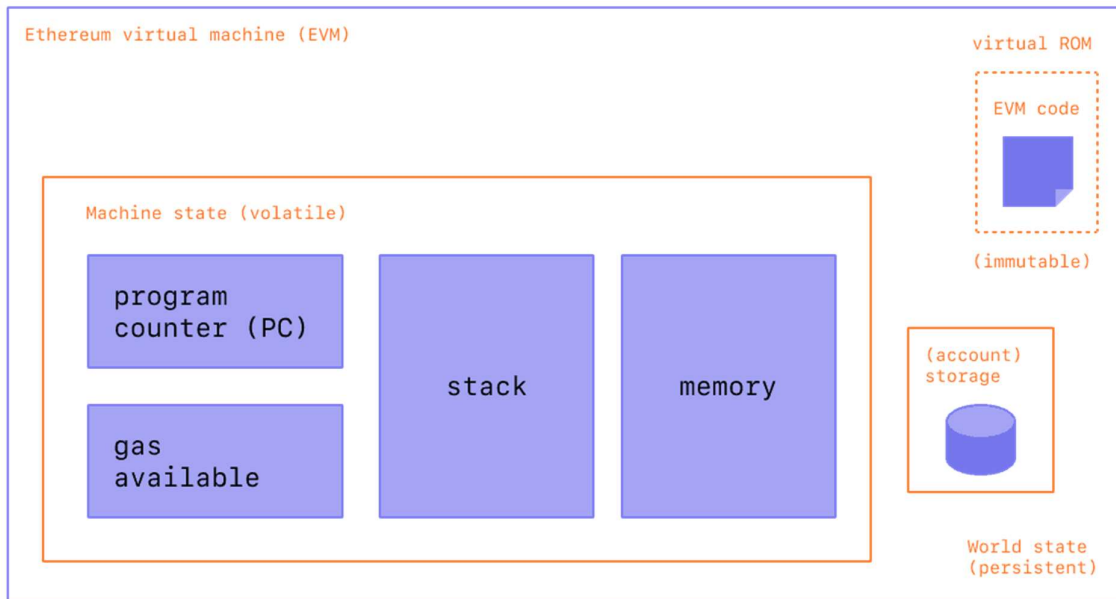 Ethereum virtual machine (EVM)
virtual ROM
EVM code
(immutable)
Machine state (volatile)
program
counter (PC)
gas
available
stack
memory
(account)
storage
World state
(persistent)